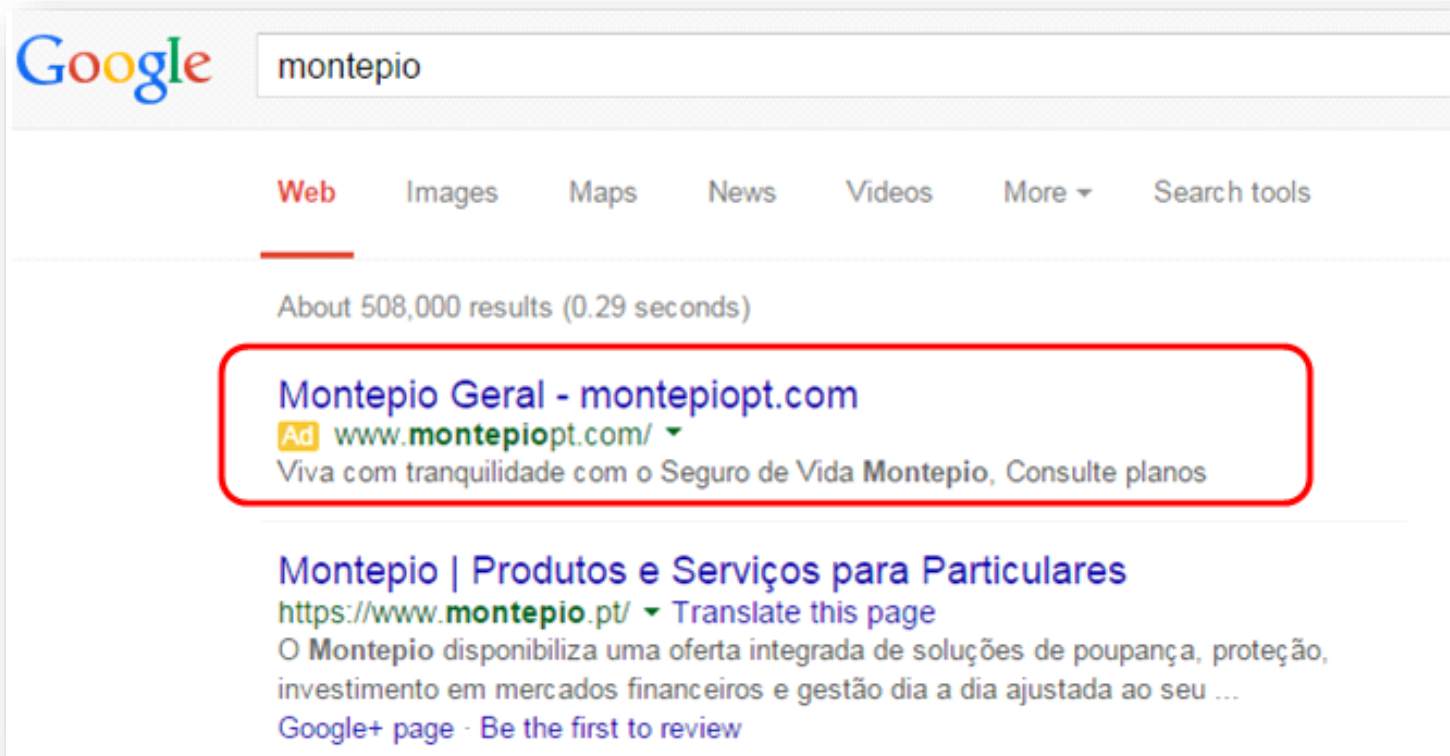 Google montepio
Web Images Maps News Videos More Search tools
About 508,000 results (0.29 seconds)
Montepio Geral - montepiopt.com
Ad www.montepiopt.com/
Viva com tranquilidade com o Seguro de Vida Montepio, Consulte planos
Montepio | Produtos e Serviços para Particulares
https://www.montepio.pt/ Translate this page
O Montepio disponibiliza uma oferta integrada de soluções de poupança, proteção,
investimento em mercados financeiros e gestão dia a dia ajustada ao seu ...
Google+ page · Be the first to review